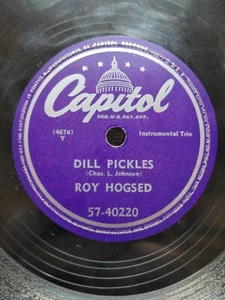 Capitol
REG. U.S. PAT. OFF.
(4676)
Y
Instrumental Trio
DILL PICKLES
(Chas. L. Johnson)
ROY HOGSED
57-40220